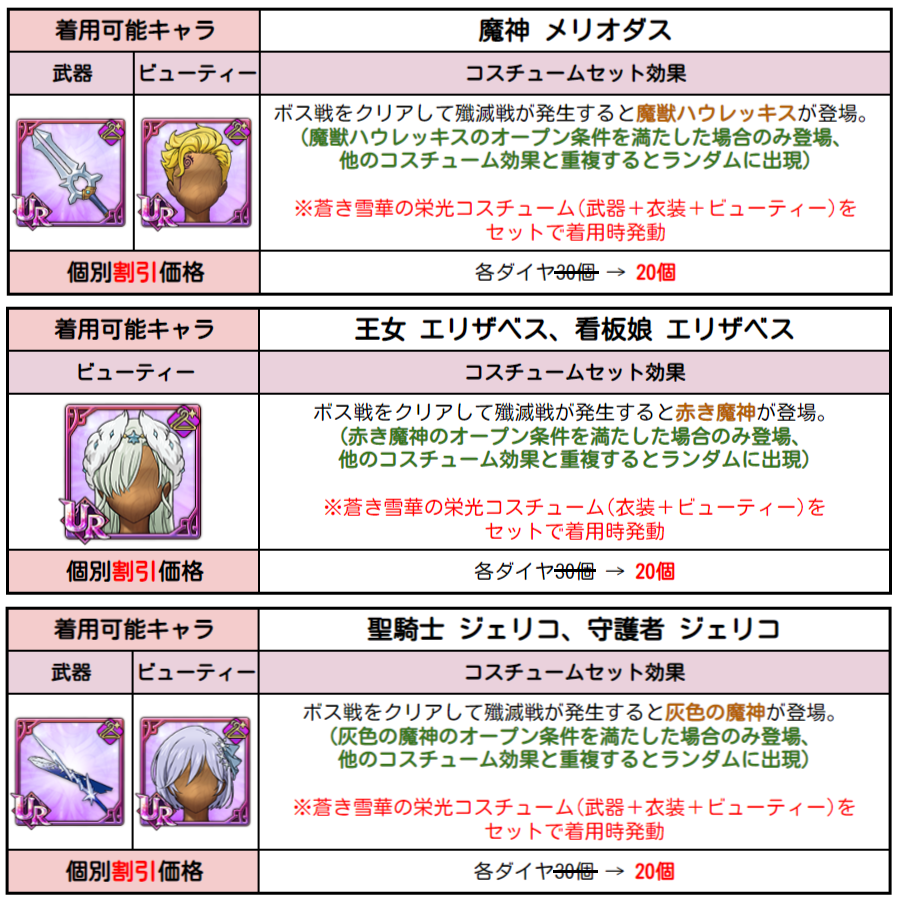 着用可能キャラ
魔神 メリオダス
武器
ビューティー
コスチュームセット効果
UR
UR
ボス戦をクリアして殲滅戦が発生すると魔獣ハウレッキスが登場。
(魔獣ハウレッキスのオープン条件を満たした場合のみ登場、
他のコスチューム効果と重複するとランダムに出現)
※蒼き雪華の栄光コスチューム(武器+衣装+ビューティー)を
セットで着用時発動
個別割引価格
各ダイヤ30個 → 20個
着用可能キャラ
王女 エリザベス、看板娘 エリザベス
ビューティー
コスチュームセット効果
UR
ボス戦をクリアして殲滅戦が発生すると赤き魔神が登場。
(赤き魔神のオープン条件を満たした場合のみ登場、
他のコスチューム効果と重複するとランダムに出現)
※蒼き雪華の栄光コスチューム(衣装+ビューティー)を
セットで着用時発動
個別割引価格
各ダイヤ30個 → 20個
着用可能キャラ
聖騎士 ジェリコ、守護者 ジェリコ
武器
ビューティー
コスチュームセット効果
UR
UR
ボス戦をクリアして殲滅戦が発生すると灰色の魔神が登場。
(灰色の魔神のオープン条件を満たした場合のみ登場、
他のコスチューム効果と重複するとランダムに出現)
※蒼き雪華の栄光コスチューム(武器+衣装+ビューティー)を
セットで着用時発動
個別割引価格
各ダイヤ30個 → 20個